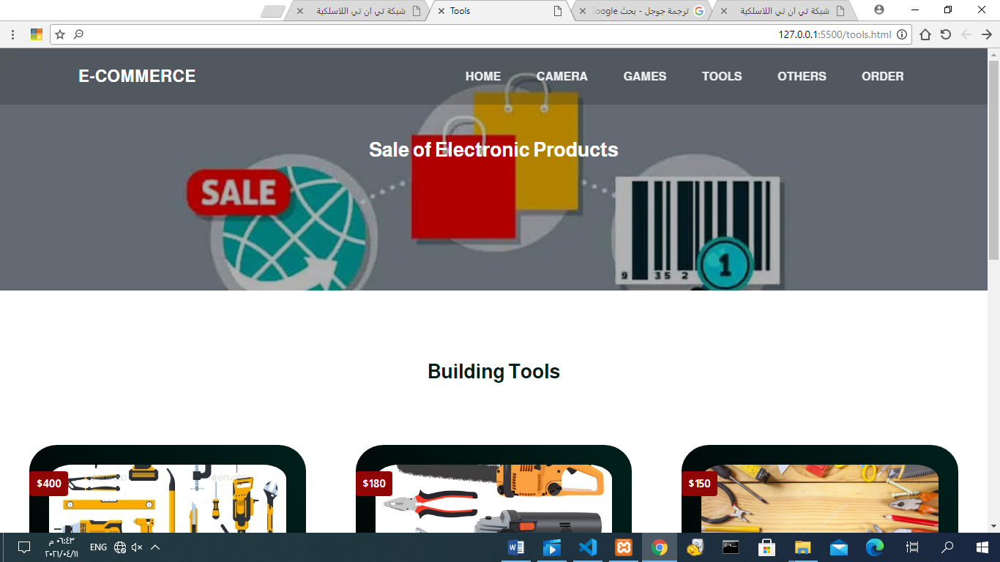 شبكة تي ان تي اللاسلكية
Tools
ترجمة جوجل - بحث Google
شبكة تي ان تي اللاسلكية
127.0.0.1:5500/tools.html
E-COMMERCE
HOME CAMERA GAMES TOOLS OTHERS ORDER
Sale of Electronic Products
SALE
9 35 2
1
Building Tools
$400
$180
$150
envato
ENG
٠٦:٤٣ م
٢٠٢١/٠٤/١١